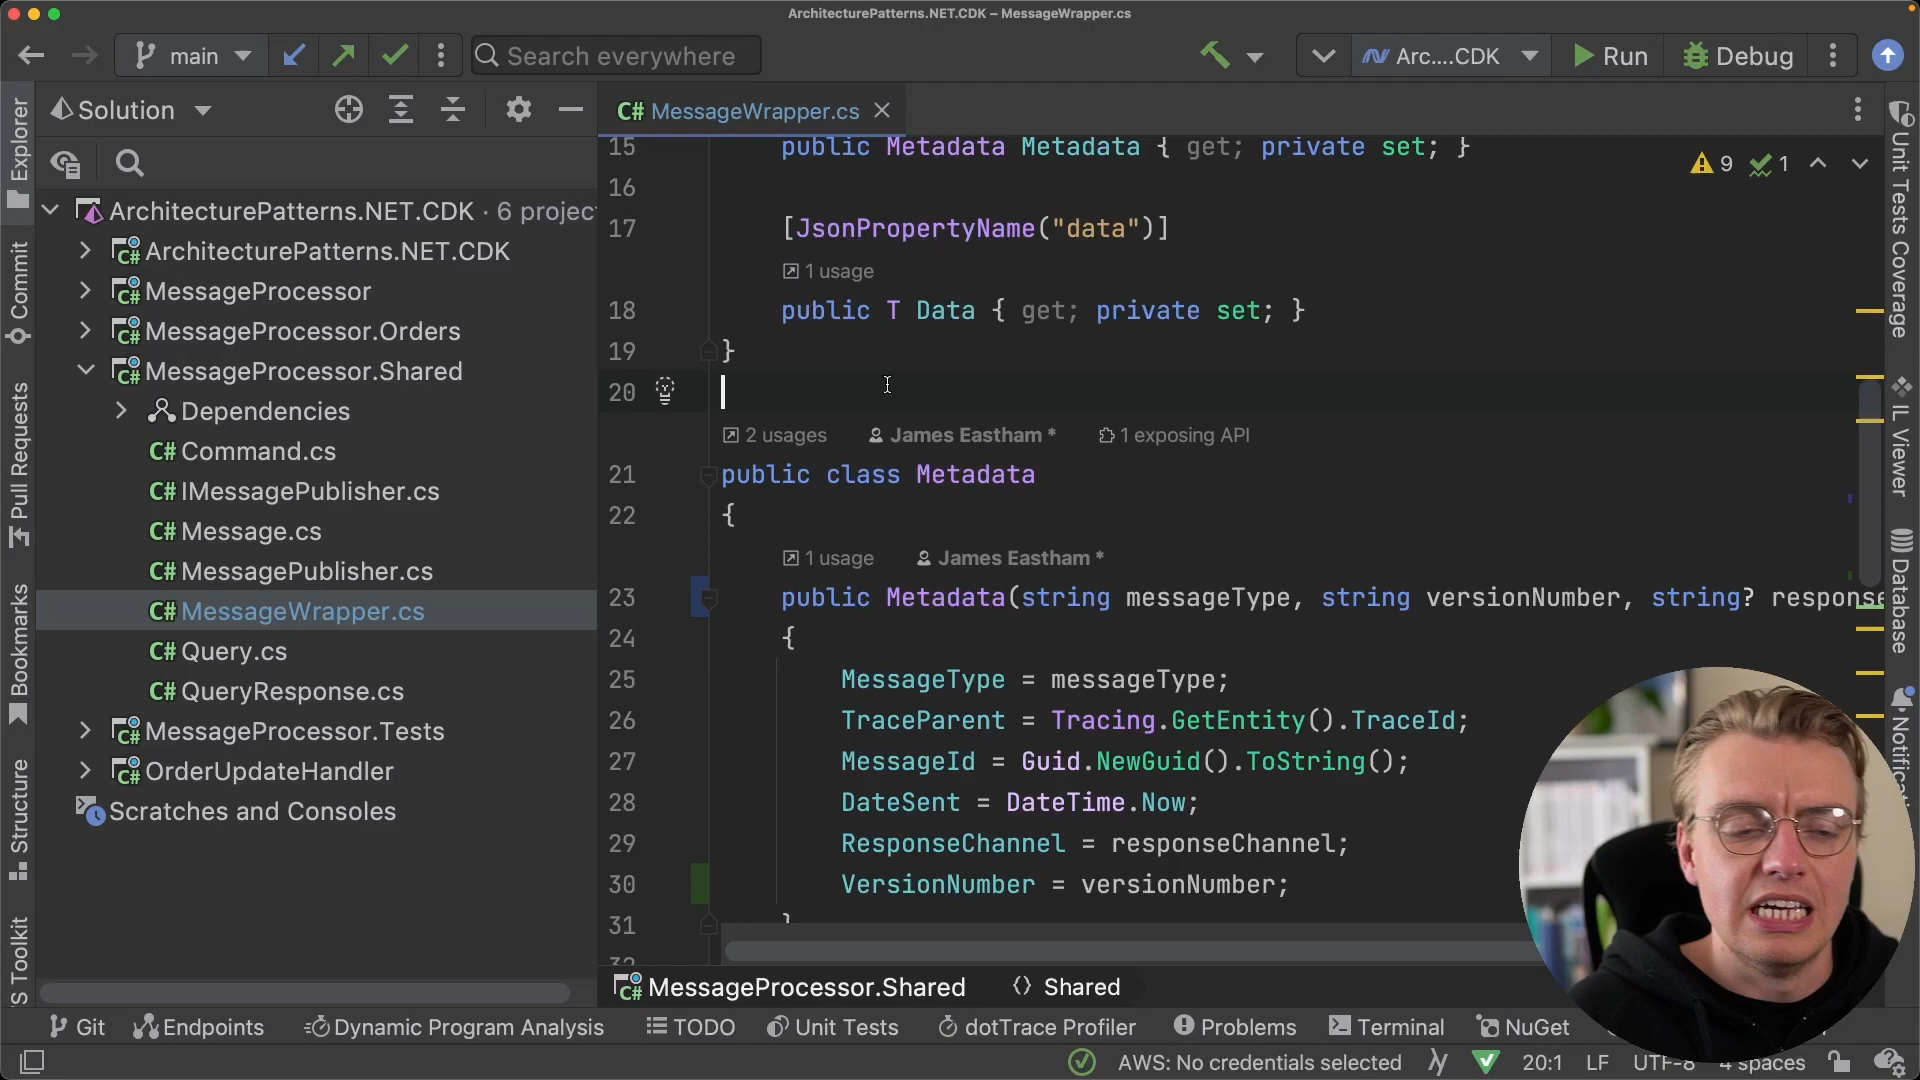 ArchitecturePatterns.NET.CDK – MessageWrapper.cs
main
Search everywhere
Arc....CDK
Run
Debug
Explorer
Commit
Pull Requests
Bookmarks
Structure
S Toolkit
Solution
ArchitecturePatterns.NET.CDK · 6 projec
ArchitecturePatterns.NET.CDK
MessageProcessor
MessageProcessor.Orders
MessageProcessor.Shared
Dependencies
C# Command.cs
C# IMessagePublisher.cs
C# Message.cs
C# MessagePublisher.cs
C# MessageWrapper.cs
C# Query.cs
C# QueryResponse.cs
MessageProcessor.Tests
OrderUpdateHandler
Scratches and Consoles
C# MessageWrapper.cs
9 1
15 public Metadata Metadata { get; private set; }
16
17 [JsonPropertyName("data")]
1 usage
18 public T Data { get; private set; }
19 }
20
2 usages James Eastham * 1 exposing API
21 public class Metadata
22 {
1 usage James Eastham *
23 public Metadata(string messageType, string versionNumber, string? response
24 {
25 MessageType = messageType;
26 TraceParent = Tracing.GetEntity().TraceId;
27 MessageId = Guid.NewGuid().ToString();
28 DateSent = DateTime.Now;
29 ResponseChannel = responseChannel;
30 VersionNumber = versionNumber;
31 }
32
Unit Tests Coverage
IL Viewer
Database
MessageProcessor.Shared Shared
Git Endpoints Dynamic Program Analysis TODO Unit Tests dotTrace Profiler Problems Terminal NuGet
AWS: No credentials selected 20:1 LF UTF-8 4 spaces